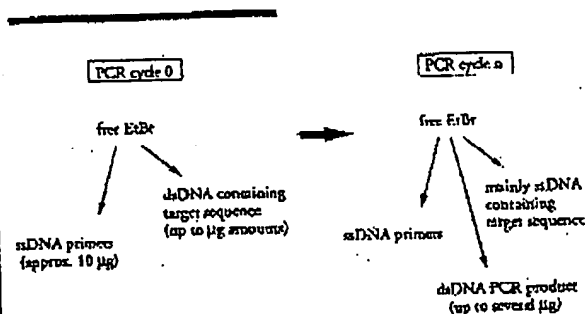 PCR cycle 0
free EtBr
dsDNA containing
target sequence
(up to μg amounts)
ssDNA primers
(approx. 10 μg)
PCR cycle n
free EtBr
mainly ssDNA
containing
target sequence
ssDNA primers
dsDNA PCR product
(up to several μg)